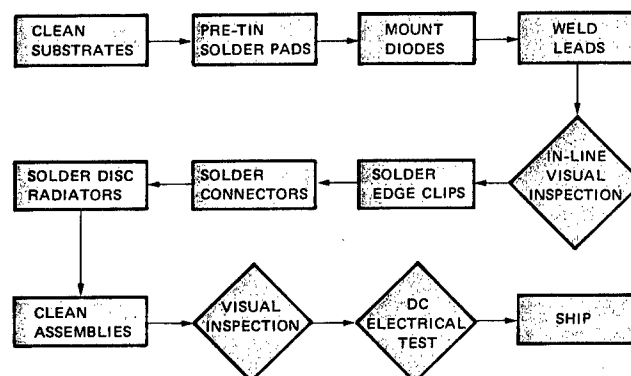 CLEAN
SUBSTRATES
PRE-TIN
SOLDER PADS
MOUNT
DIODES
WELD
LEADS
IN-LINE
VISUAL
INSPECTION
SOLDER
EDGE CLIPS
SOLDER
CONNECTORS
SOLDER DISC
RADIATORS
CLEAN
ASSEMBLIES
VISUAL
INSPECTION
DC
ELECTRICAL
TEST
SHIP